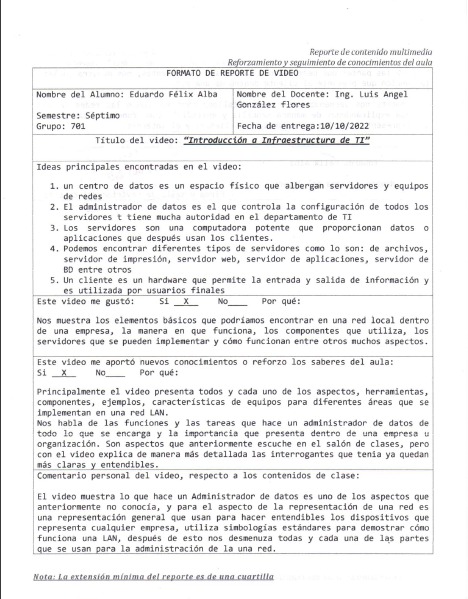 Reporte de contenido multimedia
Reforzamiento y seguimiento de conocimientos del aula
FORMATO DE REPORTE DE VIDEO
Nombre del Alumno: Eduardo Félix Alba
Semestre: Séptimo
Grupo: 701
Nombre del Docente: Ing. Luis Angel
González flores
Fecha de entrega:10/10/2022
Título del video: “Introducción a Infraestructura de TI”
Ideas principales encontradas en el video:
1. un centro de datos es un espacio físico que albergan servidores y equipos
de redes
2. El administrador de datos es el que controla la configuración de todos los
servidores t tiene mucha autoridad en el departamento de TI
3. Los servidores son una computadora potente que proporcionan datos o
aplicaciones que después usan los clientes.
4. Podemos encontrar diferentes tipos de servidores como lo son: de archivos,
servidor de impresión, servidor web, servidor de aplicaciones, servidor de
BD entre otros
5. Un cliente es un hardware que permite la entrada y salida de información y
es utilizada por usuarios finales
Este video me gustó: Si __X__ No____ Por qué:
Nos muestra los elementos básicos que podríamos encontrar en una red local dentro
de una empresa, la manera en que funciona, los componentes que utiliza, los
servidores que se pueden implementar y cómo funcionan entre otros muchos aspectos.
Este video me aportó nuevos conocimientos o reforzo los saberes del aula:
Si __X__ No____ Por qué:
Principalmente el video presenta todos y cada uno de los aspectos, herramientas,
componentes, ejemplos, características de equipos para diferentes áreas que se
implementan en una red LAN.
Nos habla de las funciones y las tareas que hace un administrador de datos de
todo lo que se encarga y la importancia que presenta dentro de una empresa u
organización. Son aspectos que anteriormente escuche en el salón de clases, pero
con el video explica de manera más detallada las interrogantes que tenia ya quedan
más claras y entendibles.
Comentario personal del video, respecto a los contenidos de clase:
El video muestra lo que hace un Administrador de datos es uno de los aspectos que
anteriormente no conocía, y para el aspecto de la representación de una red es
una representación general que usan para hacer entendibles los dispositivos que
representa cualquier empresa, utiliza simbologías estándares para demostrar cómo
funciona una LAN, después de esto nos desmenuza todas y cada una de las partes
que se usan para la administración de la una red.
Nota: La extensión mínima del reporte es de una cuartilla